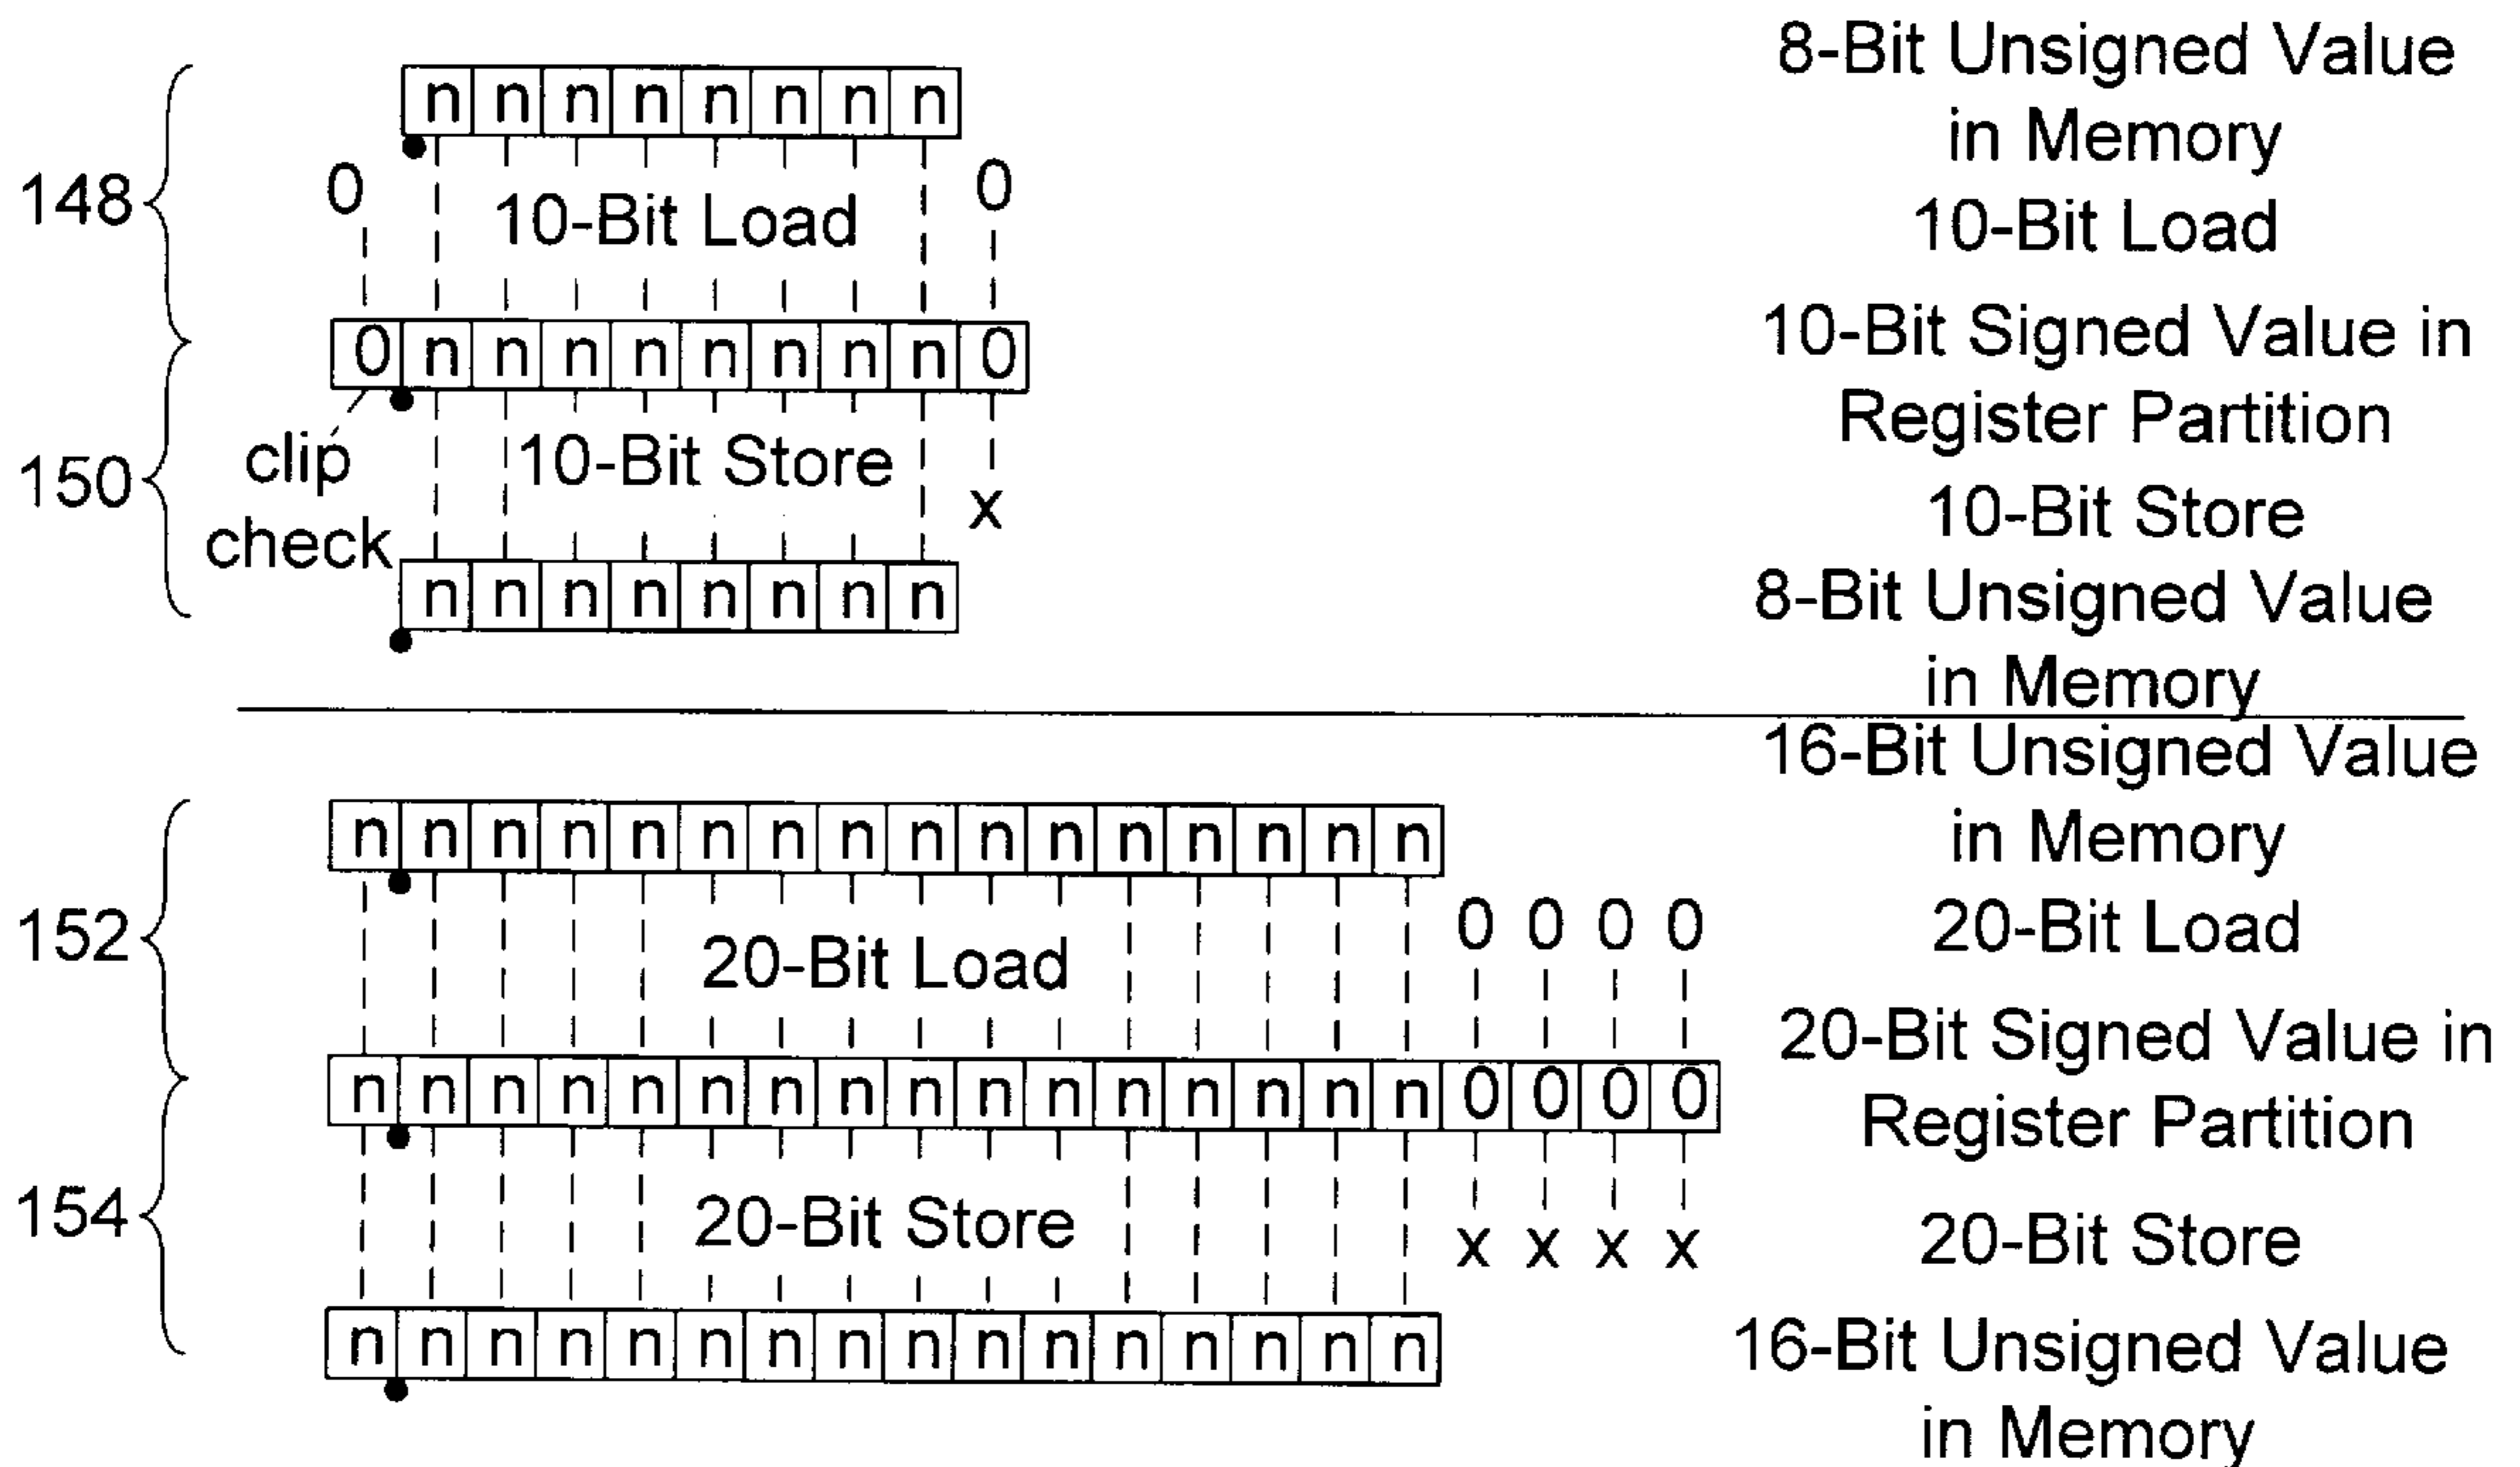 n n n n n n n n 8-Bit Unsigned Value
in Memory
148 0 10-Bit Load 0 10-Bit Load
0 n n n n n n n n 0 10-Bit Signed Value in
Register Partition
150 clip 10-Bit Store
check x 10-Bit Store
n n n n n n n n 8-Bit Unsigned Value
in Memory
16-Bit Unsigned Value
n n n n n n n n n n n n n n n n in Memory
152 20-Bit Load 0 0 0 0 20-Bit Load
20-Bit Signed Value in
n n n n n n n n n n n n n n n n 0 0 0 0 Register Partition
154 20-Bit Store x x x x 20-Bit Store
n n n n n n n n n n n n n n n n 16-Bit Unsigned Value
in Memory